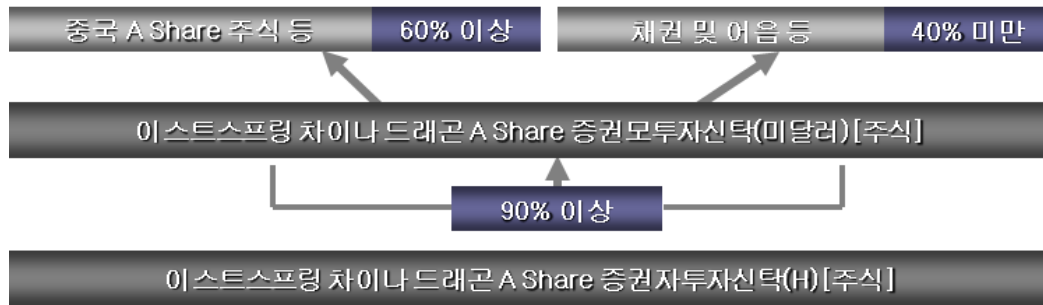 중국 A Share 주식 등 60% 이상 채권 및 어음 등 40% 미만
이스트스프링 차이나 드래곤 A Share 증권모투자신탁(미달러)[주식]
90% 이상
이스트스프링 차이나 드래곤 A Share 증권자투자신탁(H)[주식]